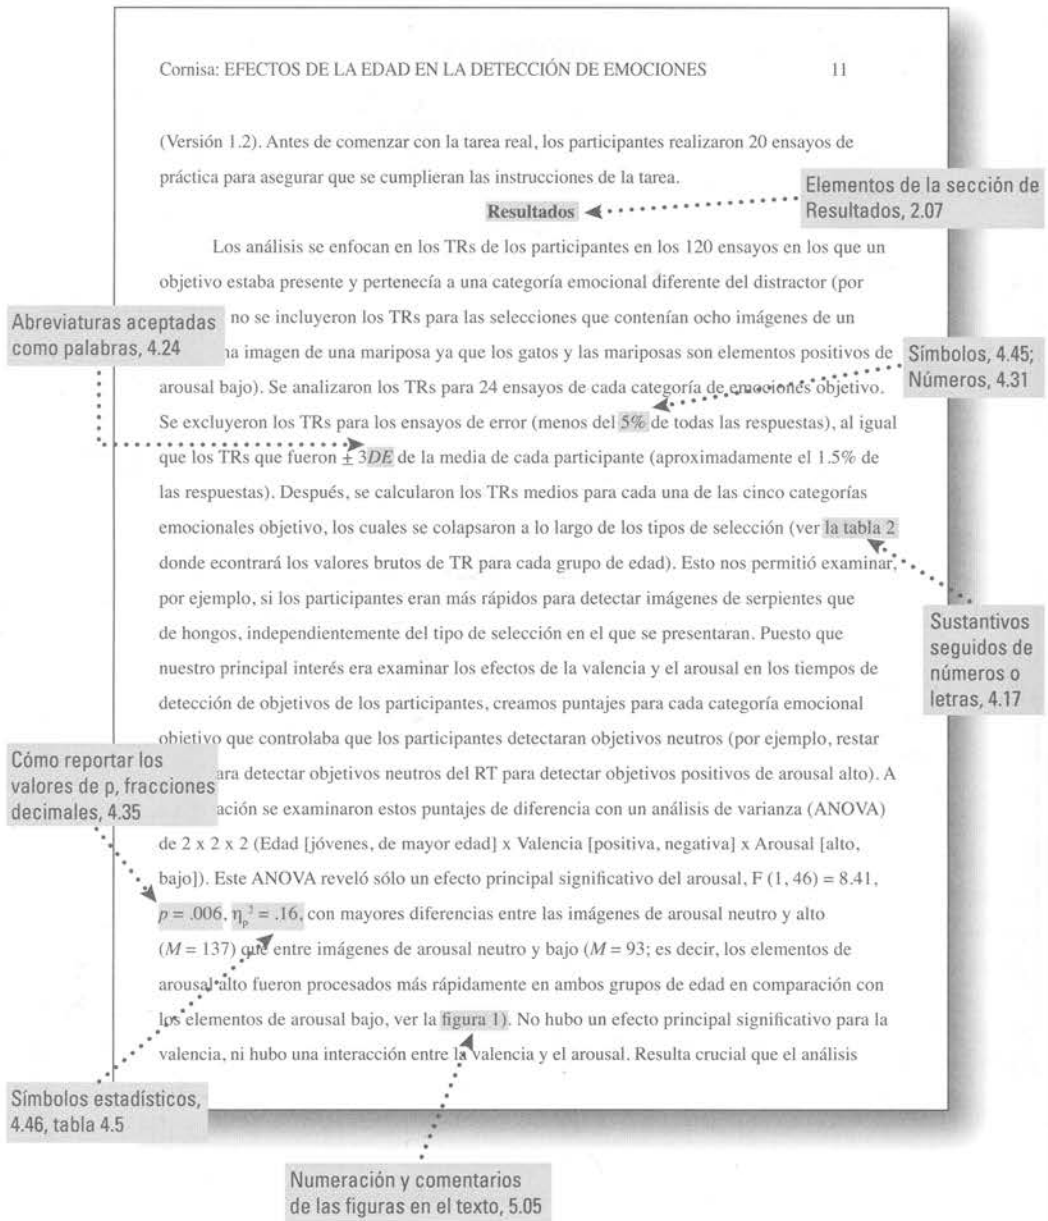 Cornisa: EFECTOS DE LA EDAD EN LA DETECCIÓN DE EMOCIONES 11
(Versión 1.2). Antes de comenzar con la tarea real, los participantes realizaron 20 ensayos de
práctica para asegurar que se cumplieran las instrucciones de la tarea.
Elementos de la sección de
Resultados, 2.07
Resultados
Los análisis se enfocan en los TRs de los participantes en los 120 ensayos en los que un
objetivo estaba presente y pertenecía a una categoría emocional diferente del distractor (por
Abreviaturas aceptadas
como palabras, 4.24
no se incluyeron los TRs para las selecciones que contenían ocho imágenes de un
na imagen de una mariposa ya que los gatos y las mariposas son elementos positivos de
Símbolos, 4.45;
Números, 4.31
arousal bajo). Se analizaron los TRs para 24 ensayos de cada categoría de emociones objetivo.
Se excluyeron los TRs para los ensayos de error (menos del 5% de todas las respuestas), al igual
que los TRs que fueron ± 3DE de la media de cada participante (aproximadamente el 1.5% de
las respuestas). Después, se calcularon los TRs medios para cada una de las cinco categorías
emocionales objetivo, los cuales se colapsaron a lo largo de los tipos de selección (ver la tabla 2
donde econtrará los valores brutos de TR para cada grupo de edad). Esto nos permitió examinar,
por ejemplo, si los participantes eran más rápidos para detectar imágenes de serpientes que
de hongos, independientemente del tipo de selección en el que se presentaran. Puesto que
Sustantivos
seguidos de
números o
letras, 4.17
nuestro principal interés era examinar los efectos de la valencia y el arousal en los tiempos de
detección de objetivos de los participantes, creamos puntajes para cada categoría emocional
objetivo que controlaba que los participantes detectaran objetivos neutros (por ejemplo, restar
Cómo reportar los
valores de p, fracciones
decimales, 4.35
ara detectar objetivos neutros del RT para detectar objetivos positivos de arousal alto). A
ación se examinaron estos puntajes de diferencia con un análisis de varianza (ANOVA)
de 2 x 2 x 2 (Edad [jóvenes, de mayor edad] x Valencia [positiva, negativa] x Arousal [alto,
bajo]). Este ANOVA reveló sólo un efecto principal significativo del arousal, F (1, 46) = 8.41,
p = .006, ηp² = .16, con mayores diferencias entre las imágenes de arousal neutro y alto
(M = 137) que entre imágenes de arousal neutro y bajo (M = 93; es decir, los elementos de
arousal alto fueron procesados más rápidamente en ambos grupos de edad en comparación con
los elementos de arousal bajo, ver la figura 1). No hubo un efecto principal significativo para la
valencia, ni hubo una interacción entre la valencia y el arousal. Resulta crucial que el análisis
Símbolos estadísticos,
4.46, tabla 4.5
Numeración y comentarios
de las figuras en el texto, 5.05